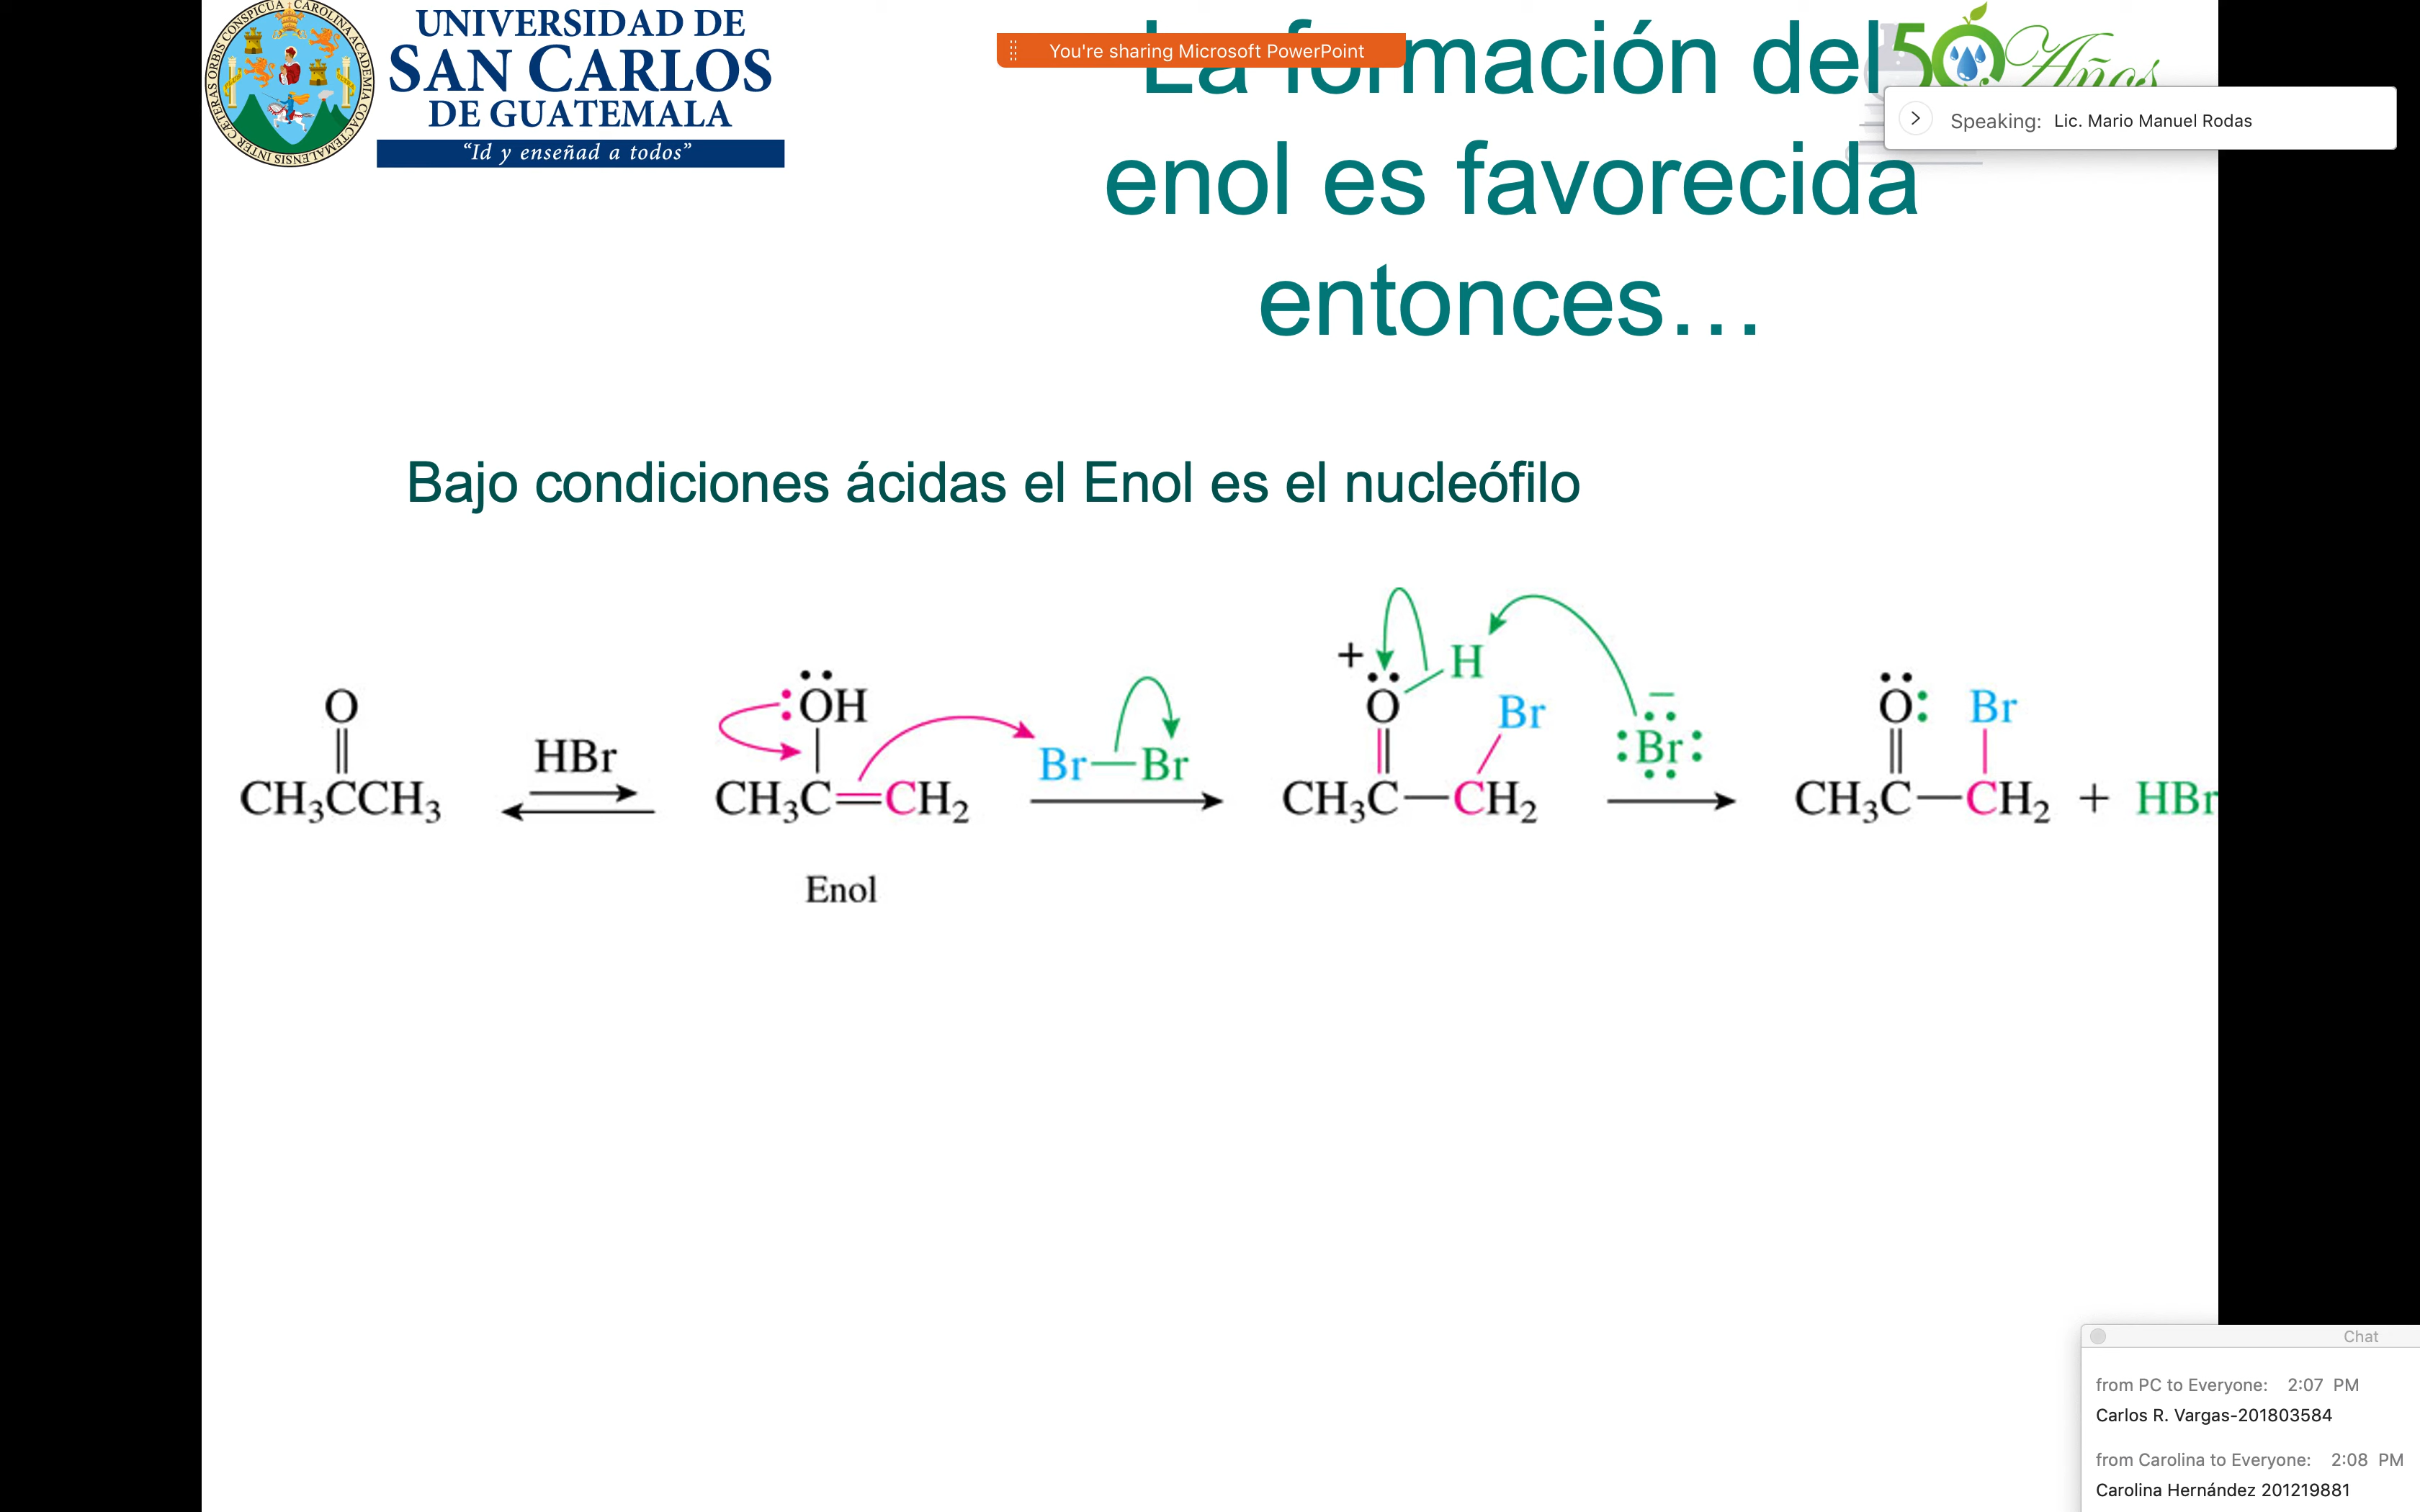 UNIVERSIDAD DE
SAN CARLOS
DE GUATEMALA
“Id y enseñad a todos”
You're sharing Microsoft PowerPoint
La formación del
enol es favorecida
entonces...
50 Años
Speaking: Lic. Mario Manuel Rodas
Bajo condiciones ácidas el Enol es el nucleófilo
O
CH₃CCH₃
HBr
:ÖH
CH₃C=CH₂
Enol
Br—Br
+
O
H
Br
CH₃C—CH₂
:Br:
−
O: Br
CH₃C—CH₂ + HBr
Chat
from PC to Everyone: 2:07 PM
Carlos R. Vargas-201803584
from Carolina to Everyone: 2:08 PM
Carolina Hernández 201219881